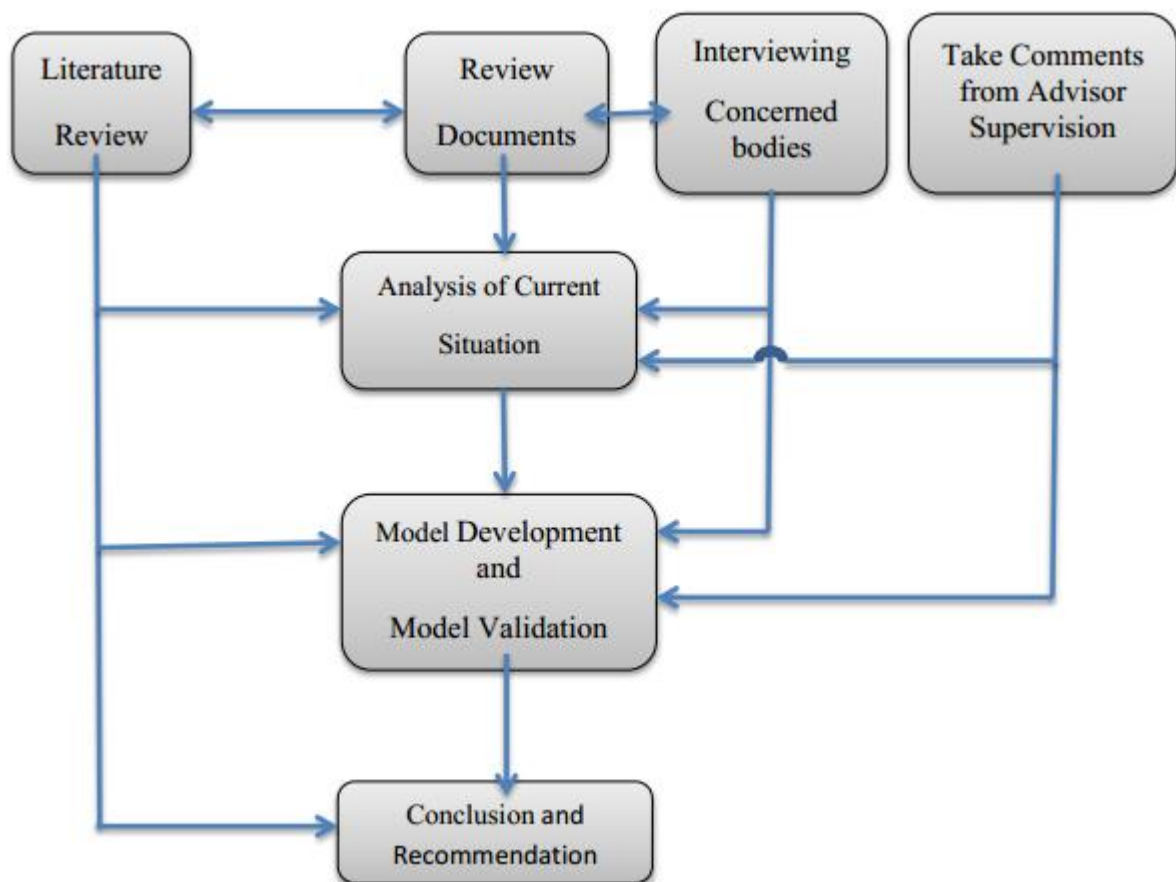 Literature
Review
Review
Documents
Interviewing
Concerned
bodies
Take Comments
from Advisor
Supervision
Analysis of Current
Situation
Model Development
and
Model Validation
Conclusion and
Recommendation